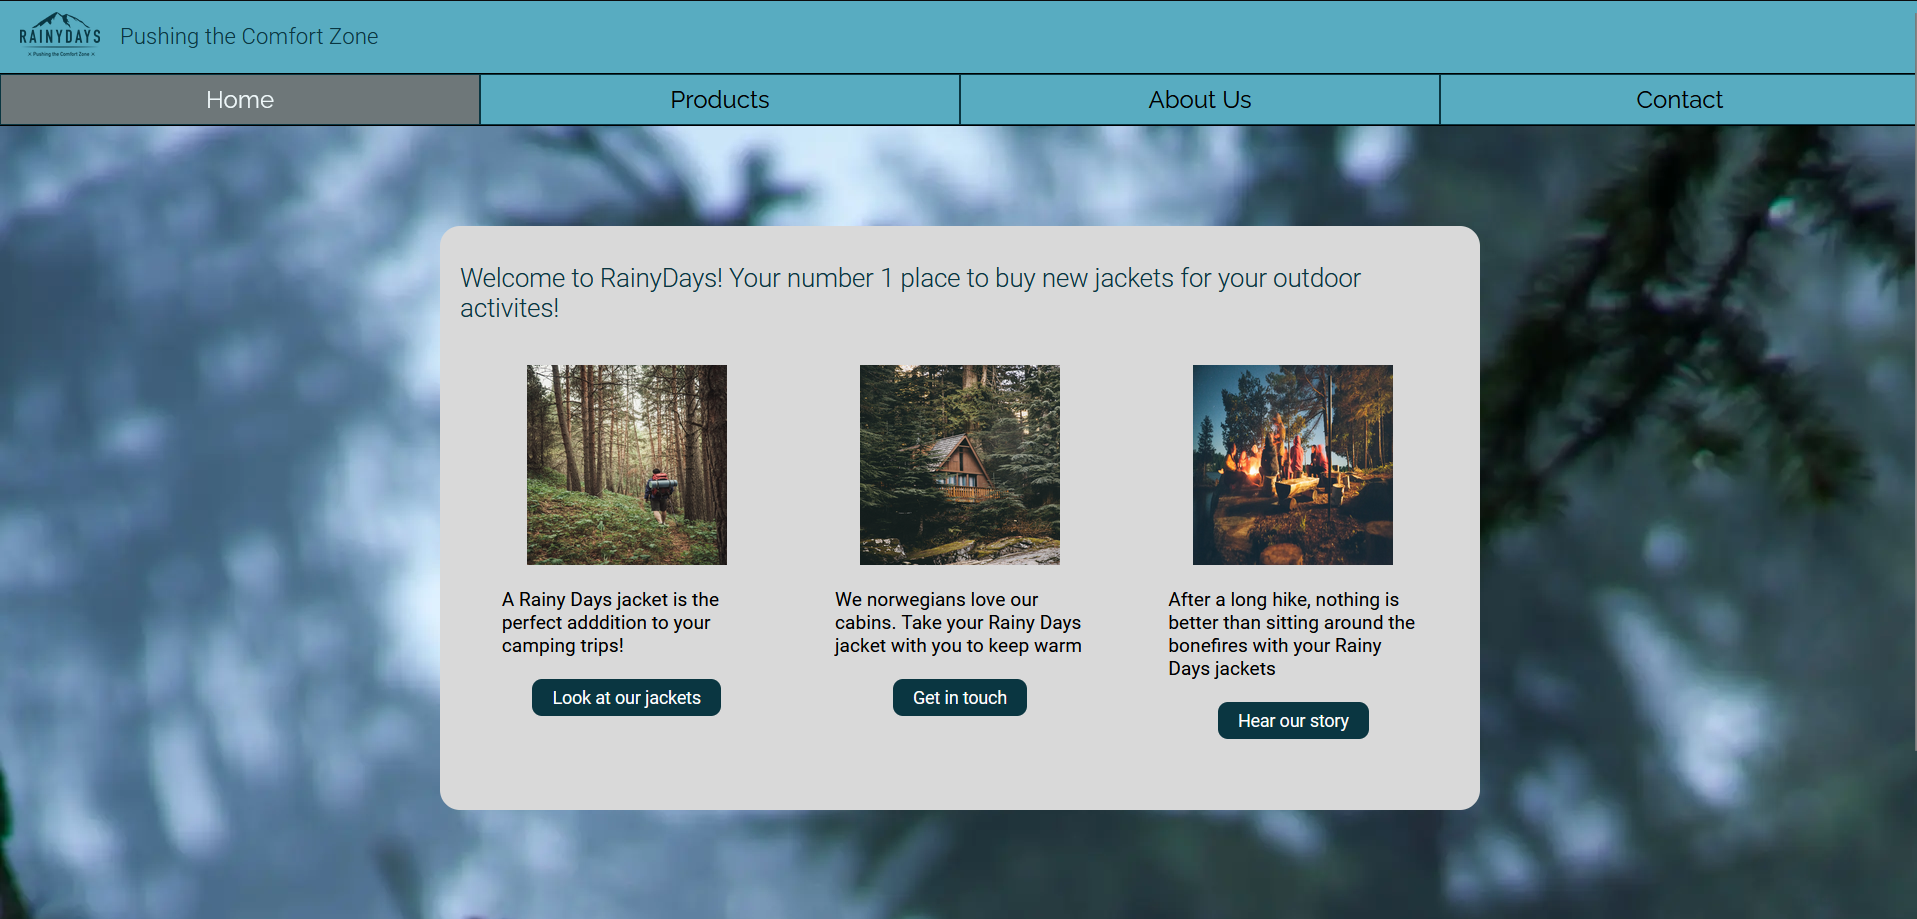 RAINYDAYS
× Pushing the Comfort Zone ×
Pushing the Comfort Zone
Home
Products
About Us
Contact
Welcome to RainyDays! Your number 1 place to buy new jackets for your outdoor
activites!
A Rainy Days jacket is the
perfect adddition to your
camping trips!
Look at our jackets
We norwegians love our
cabins. Take your Rainy Days
jacket with you to keep warm
Get in touch
After a long hike, nothing is
better than sitting around the
bonefires with your Rainy
Days jackets
Hear our story